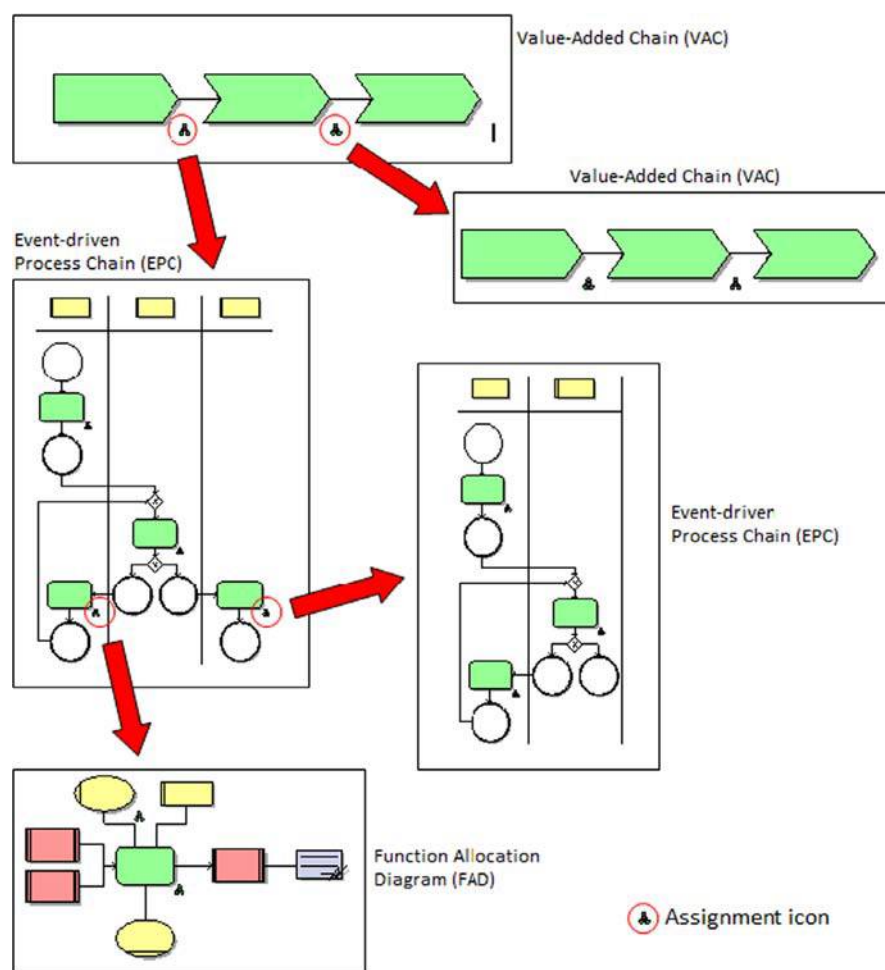 Value-Added Chain (VAC)
Value-Added Chain (VAC)
Event-driven
Process Chain (EPC)
Event-driven
Process Chain (EPC)
Function Allocation
Diagram (FAD)
Assignment icon